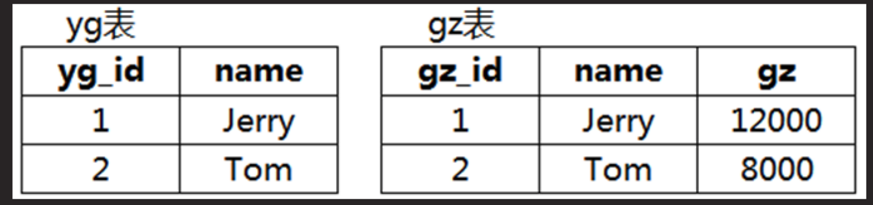 yg表 gz表
yg_id name gz_id name gz
1 Jerry 1 Jerry 12000
2 Tom 2 Tom 8000